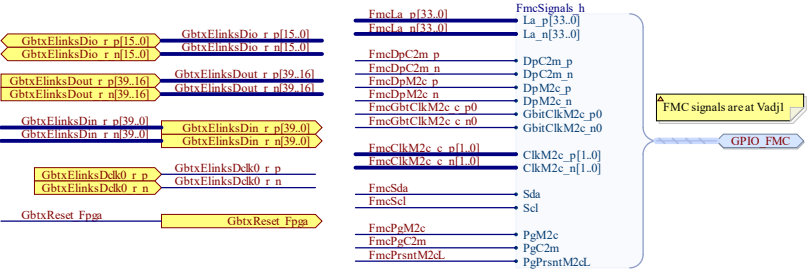 GbtxElinksDio_r_p[15..0] GbtxElinksDio_r_p[15..0]
GbtxElinksDio_r_n[15..0] GbtxElinksDio_r_n[15..0]
GbtxElinksDout_r_p[39..16] GbtxElinksDout_r_p[39..16]
GbtxElinksDout_r_n[39..16] GbtxElinksDout_r_n[39..16]
GbtxElinksDin_r_p[39..0] GbtxElinksDin_r_p[39..0]
GbtxElinksDin_r_n[39..0] GbtxElinksDin_r_n[39..0]
GbtxElinksDclk0_r_p GbtxElinksDclk0_r_p
GbtxElinksDclk0_r_n GbtxElinksDclk0_r_n
GbtxReset_Fpga GbtxReset_Fpga
FmcSignals_h
FmcLa_p[33..0] La_p[33..0]
FmcLa_n[33..0] La_n[33..0]
FmcDpC2m_p DpC2m_p
FmcDpC2m_n DpC2m_n
FmcDpM2c_p DpM2c_p
FmcDpM2c_n DpM2c_n
FmcGbtClkM2c_c_p0 GbitClkM2c_p0
FmcGbtClkM2c_c_n0 GbitClkM2c_n0
FmcClkM2c_c_p[1..0] ClkM2c_p[1..0]
FmcClkM2c_c_n[1..0] ClkM2c_n[1..0]
FmcSda Sda
FmcScl Scl
FmcPgM2c PgM2c
FmcPgC2m PgC2m
FmcPrsntM2cL PgPrsntM2cL
FMC signals are at Vadj1
GPIO_FMC